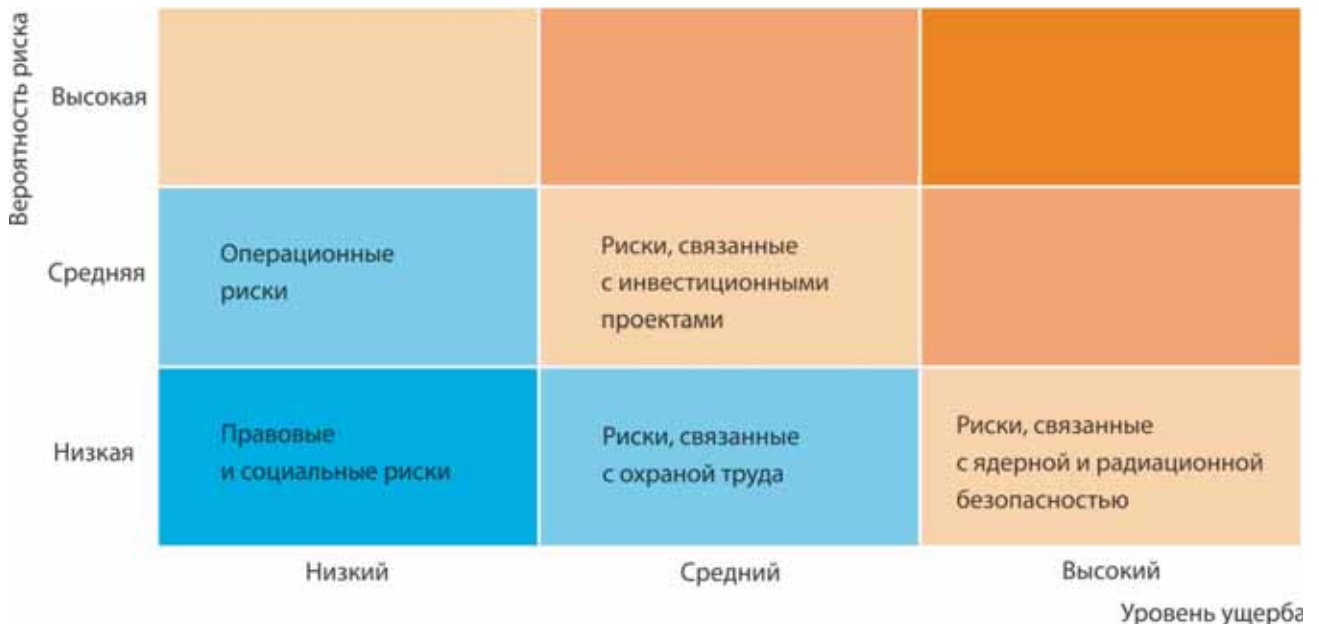 Вероятность риска
Высокая
Средняя
Операционные
риски
Риски, связанные
с инвестиционными
проектами
Низкая
Правовые
и социальные риски
Риски, связанные
с охраной труда
Риски, связанные
с ядерной и радиационной
безопасностью
Низкий
Средний
Высокий
Уровень ущерба